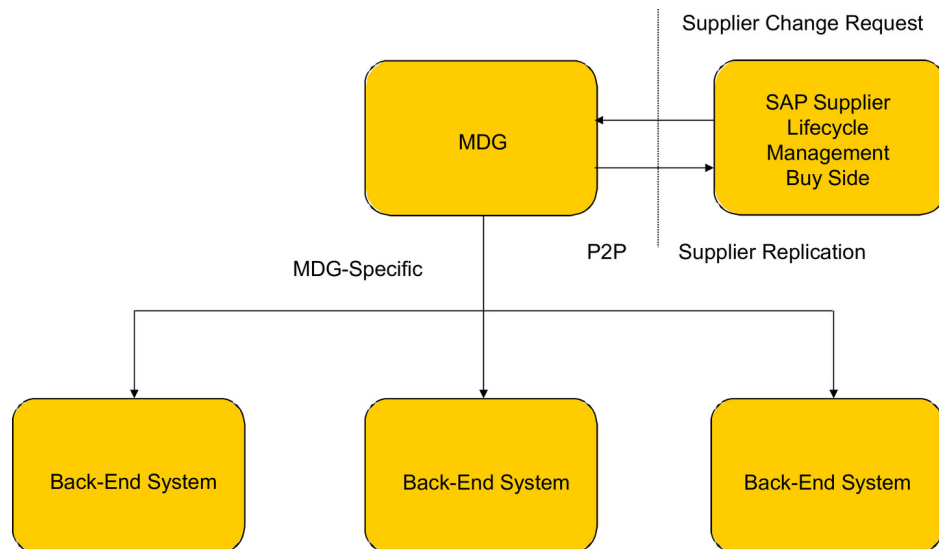 Supplier Change Request
MDG
SAP Supplier
Lifecycle
Management
Buy Side
P2P
Supplier Replication
MDG-Specific
Back-End System
Back-End System
Back-End System